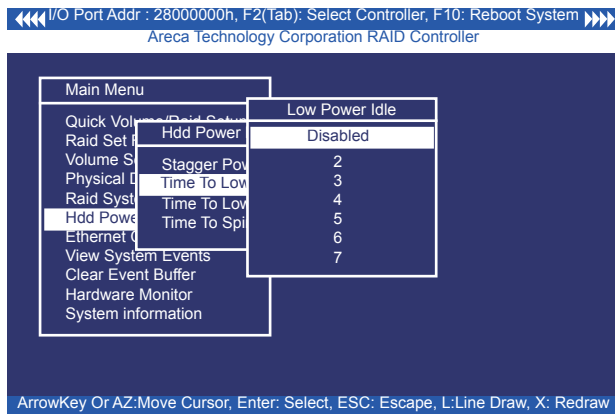 I/O Port Addr : 28000000h, F2(Tab): Select Controller, F10: Reboot System
Areca Technology Corporation RAID Controller
Main Menu
Quick Volume/Raid Setup
Raid Set
Volume S
Physical D
Raid Syst
Hdd Powe
Ethernet C
View System Events
Clear Event Buffer
Hardware Monitor
System information
Hdd Power
Stagger Pow
Time To Low
Time To Low
Time To Spi
Low Power Idle
Disabled
2
3
4
5
6
7
ArrowKey Or AZ:Move Cursor, Enter: Select, ESC: Escape, L:Line Draw, X: Redraw